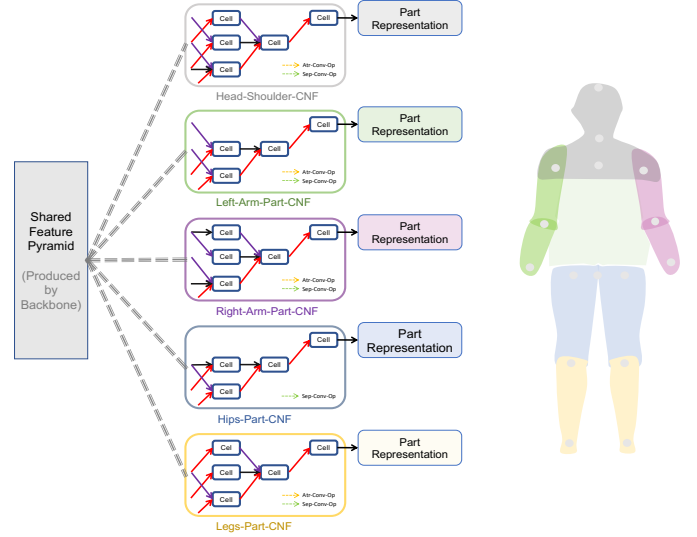 Cell
Cell
Cell
Cell
Cell
Atr-Conv-Op
Sep-Conv-Op
Head-Shoulder-CNF
Part
Representation
Cell
Cell
Cell
Cell
Atr-Conv-Op
Sep-Conv-Op
Left-Arm-Part-CNF
Part
Representation
Shared
Feature
Pyramid
(Produced
by
Backbone)
Cell
Cell
Cell
Cell
Cell
Atr-Conv-Op
Sep-Conv-Op
Right-Arm-Part-CNF
Part
Representation
Cell
Cell
Cell
Cell
Sep-Conv-Op
Hips-Part-CNF
Part
Representation
Cell
Cel
Cell
Cell
Cell
Atr-Conv-Op
Sep-Conv-Op
Legs-Part-CNF
Part
Representation